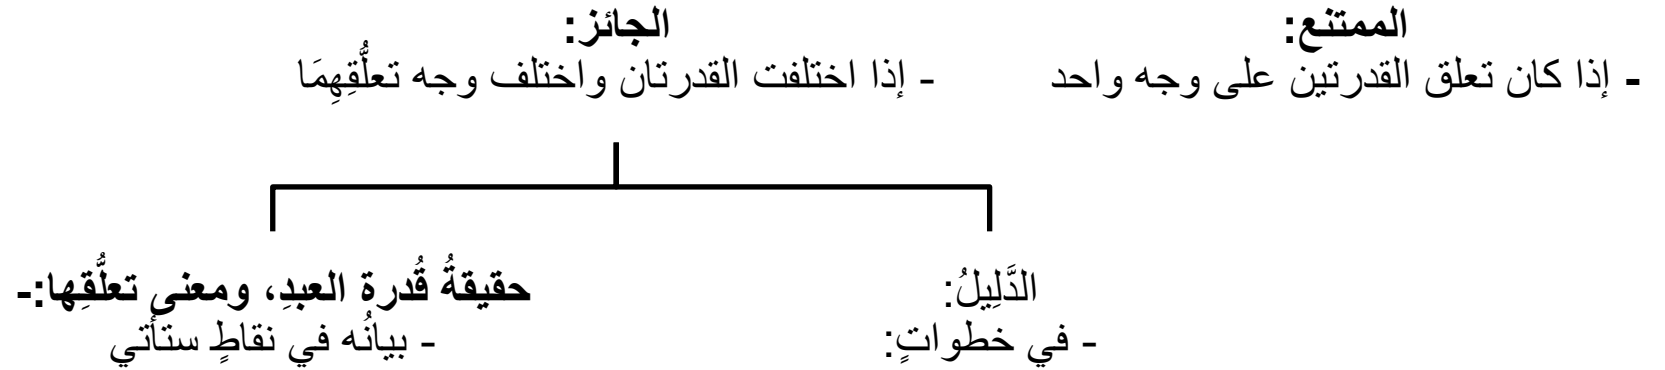 الممتنع:
- إذا كان تعلق القدرتين على وجه واحد
الجائز:
- إذا اختلفت القدرتان واختلف وجه تعلُّقِهِمَا
الدَّلِيلُ:
- في خطواتٍ:
حقيقةُ قُدرة العبدِ، ومعنى تعلُّقِها:-
- بيانُه في نقاطٍ ستأتي